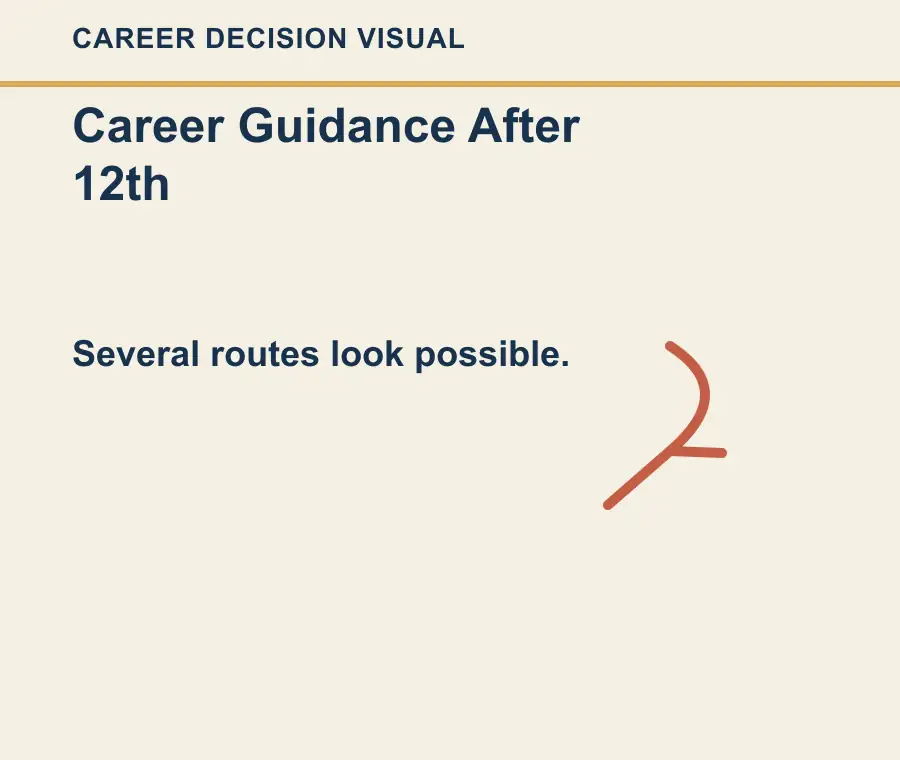 CAREER DECISION VISUAL
Career Guidance After
12th
Several routes look possible.